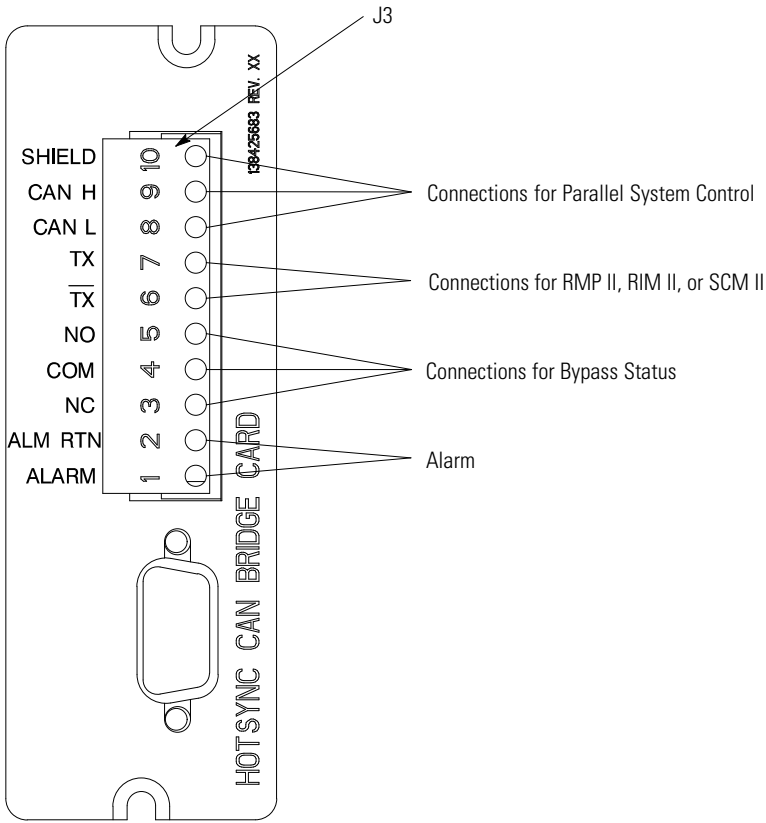 J3
138425683 REV. XX
SHIELD 10
CAN H 9
CAN L 8
TX 7
T̅X̅ 6
NO 5
COM 4
NC 3
ALM RTN 2
ALARM 1
Connections for Parallel System Control
Connections for RMP II, RIM II, or SCM II
Connections for Bypass Status
Alarm
HOTSYNC CAN BRIDGE CARD